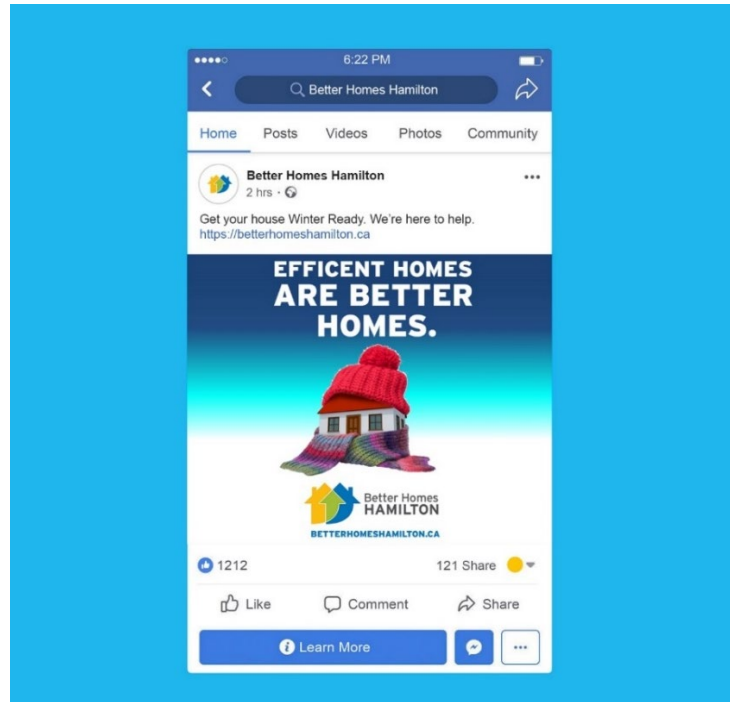 6:22 PM
Better Homes Hamilton
Home Posts Videos Photos Community
Better Homes Hamilton
2 hrs ·
Get your house Winter Ready. We're here to help.
https://betterhomeshamilton.ca
EFFICENT HOMES
ARE BETTER
HOMES.
Better Homes
HAMILTON
BETTERHOMESHAMILTON.CA
1212 121 Share
Like Comment Share
Learn More